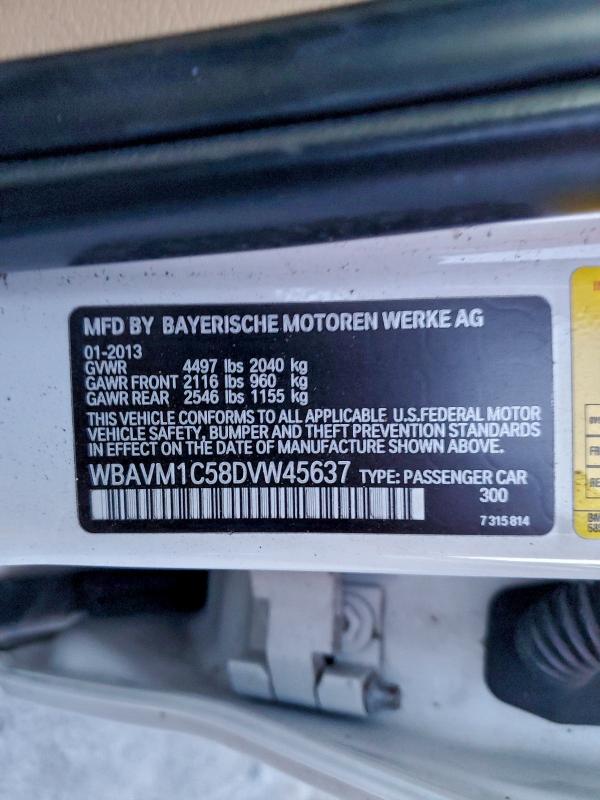 MFD BY BAYERISCHE MOTOREN WERKE AG
01-2013
GVWR 4497 lbs 2040 kg
GAWR FRONT 2116 lbs 960 kg
GAWR REAR 2546 lbs 1155 kg
THIS VEHICLE CONFORMS TO ALL APPLICABLE U.S.FEDERAL MOTOR
VEHICLE SAFETY, BUMPER AND THEFT PREVENTION STANDARDS
IN EFFECT ON THE DATE OF MANUFACTURE SHOWN ABOVE.
WBAVM1C58DVW45637 TYPE: PASSENGER CAR
300
7 315 814